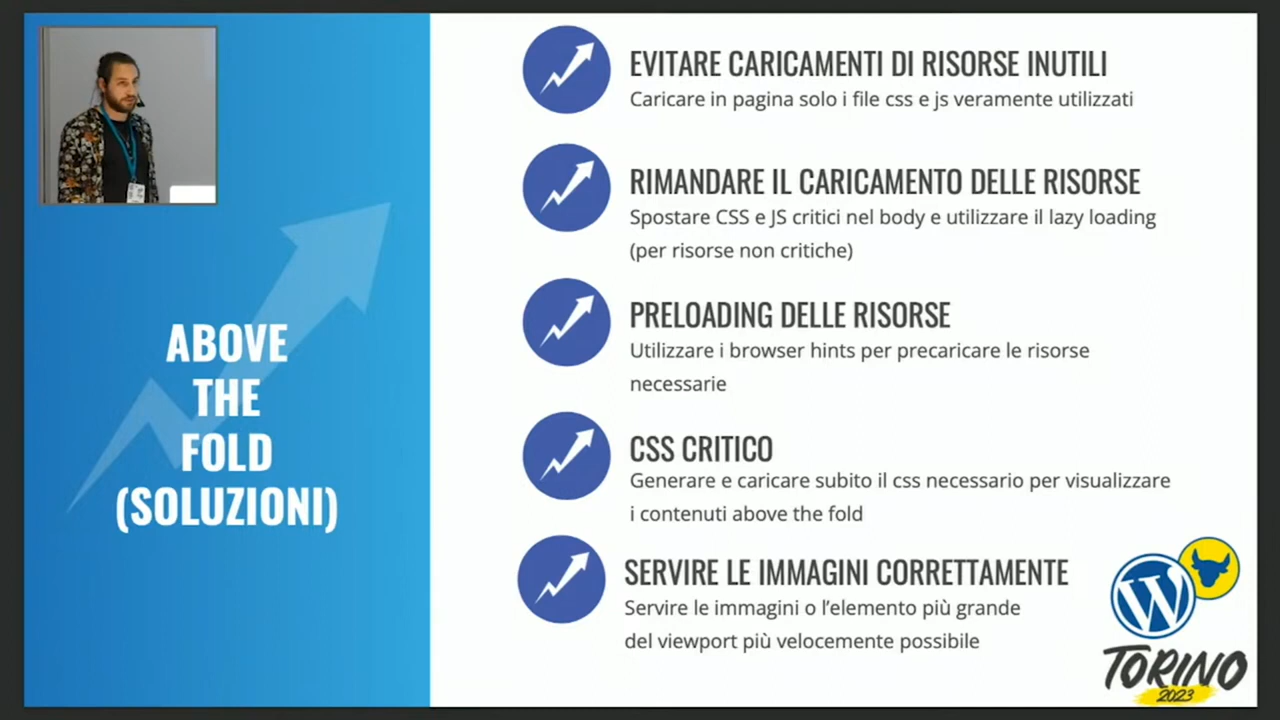 ABOVE
THE
FOLD
(SOLUZIONI)
EVITARE CARICAMENTI DI RISORSE INUTILI
Caricare in pagina solo i file css e js veramente utilizzati
RIMANDARE IL CARICAMENTO DELLE RISORSE
Spostare CSS e JS critici nel body e utilizzare il lazy loading
(per risorse non critiche)
PRELOADING DELLE RISORSE
Utilizzare i browser hints per precaricare le risorse
necessarie
CSS CRITICO
Generare e caricare subito il css necessario per visualizzare
i contenuti above the fold
SERVIRE LE IMMAGINI CORRETTAMENTE
Servire le immagini o l'elemento più grande
del viewport più velocemente possibile
W
TORINO
2023